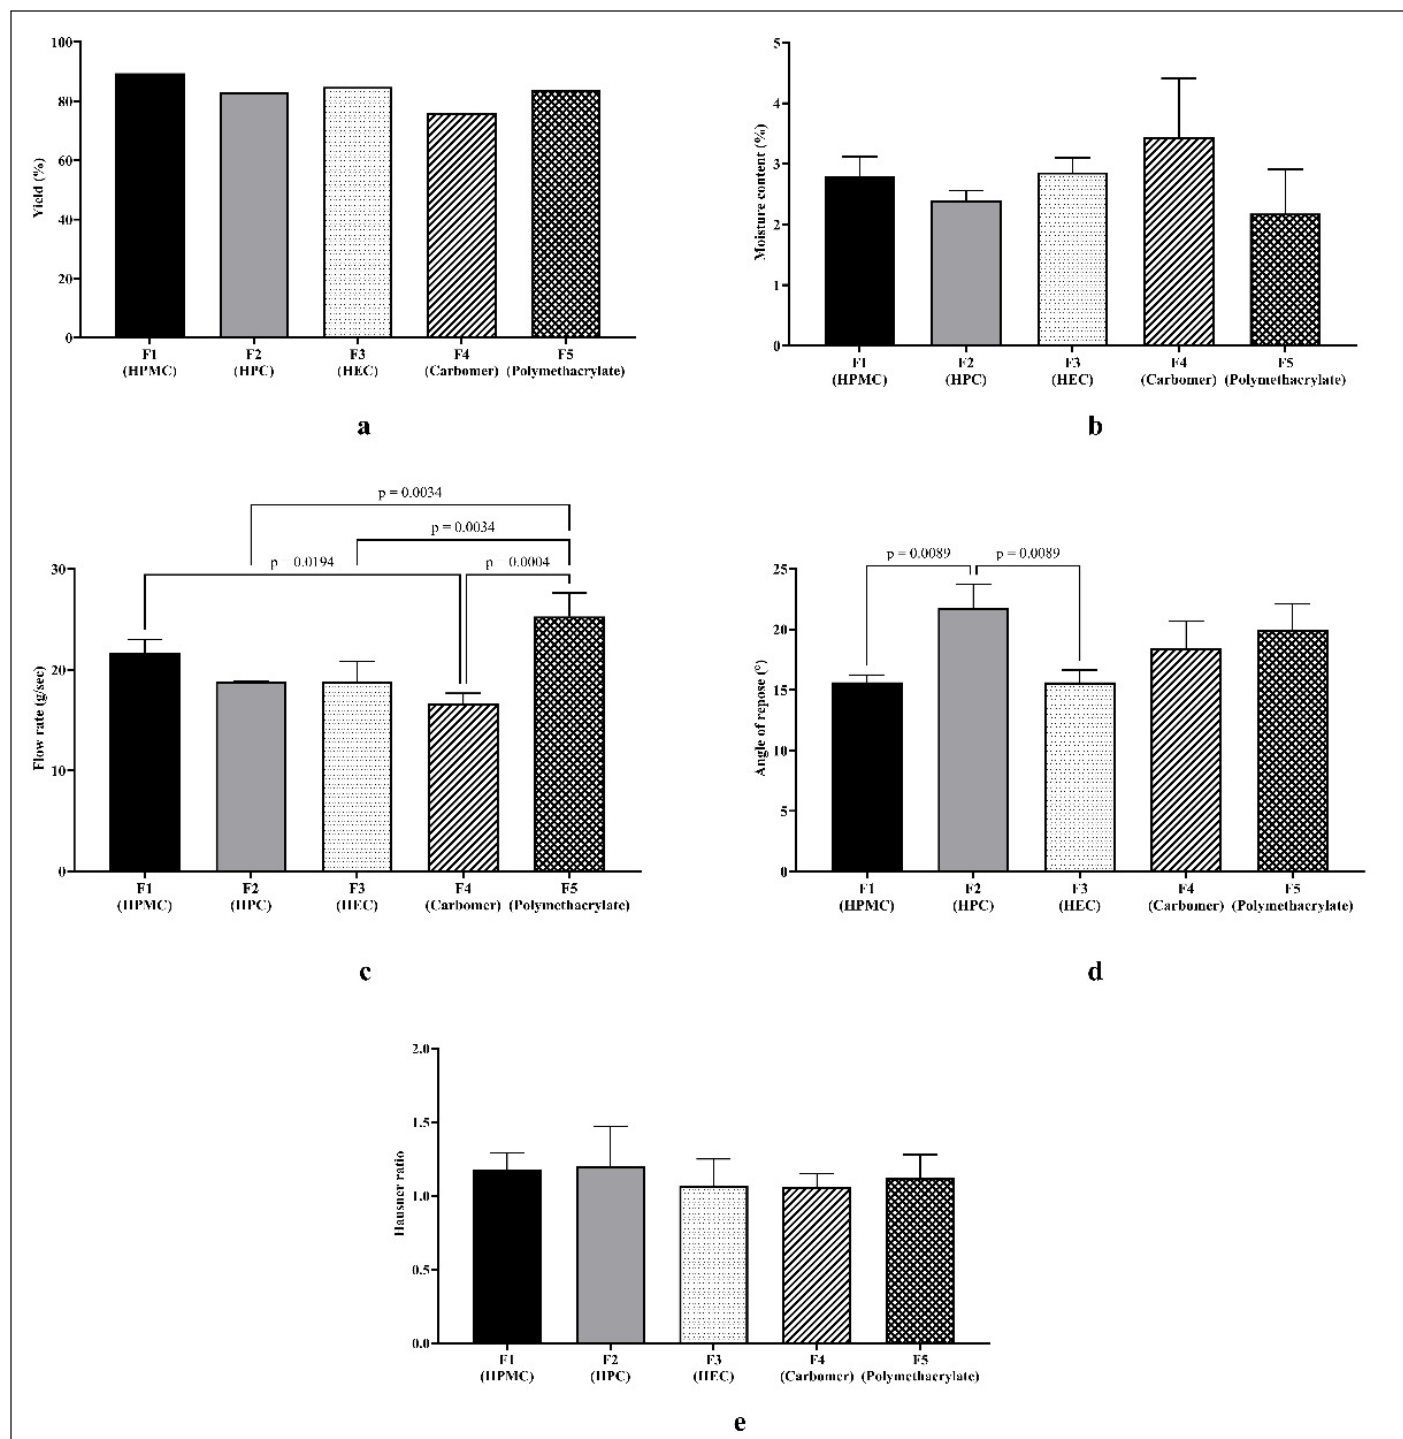 100
80
60
40
20
0
Yield (%)
F1 F2 F3 F4 F5
(HPMC) (HPC) (HEC) (Carbomer) (Polymethacrylate)
a
5
4
3
2
1
0
Moisture content (%)
F1 F2 F3 F4 F5
(HPMC) (HPC) (HEC) (Carbomer) (Polymethacrylate)
b
p = 0.0034
p = 0.0034
p = 0.0194
p = 0.0004
30
20
10
0
Flow rate (g/sec)
F1 F2 F3 F4 F5
(HPMC) (HPC) (HEC) (Carbomer) (Polymethacrylate)
c
p = 0.0089
p = 0.0089
25
20
15
10
5
0
Angle of repose (°)
F1 F2 F3 F4 F5
(HPMC) (HPC) (HEC) (Carbomer) (Polymethacrylate)
d
2.0
1.5
1.0
0.5
0.0
Hausner ratio
F1 F2 F3 F4 F5
(HPMC) (HPC) (HEC) (Carbomer) (Polymethacrylate)
e